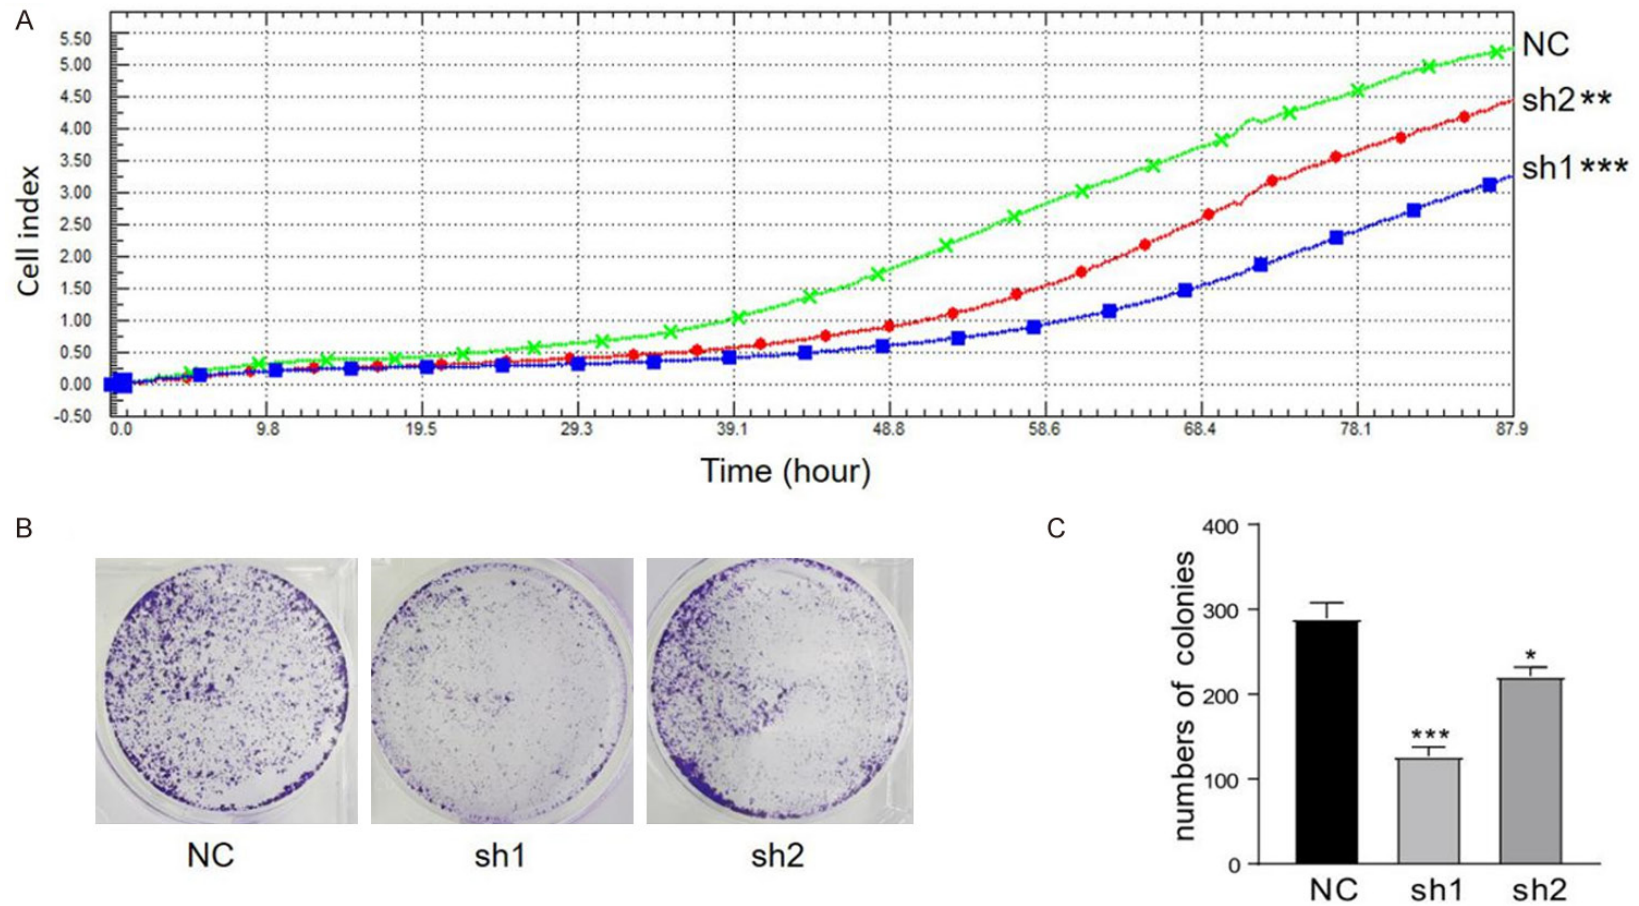 A
5.50
5.00
4.50
4.00
3.50
3.00
2.50
2.00
1.50
1.00
0.50
0.00
-0.50
Cell index
0.0 9.8 19.5 29.3 39.1 48.8 58.6 68.4 78.1 87.9
Time (hour)
NC
sh2**
sh1***
B
NC sh1 sh2
C
400
300
200
100
0
numbers of colonies
***
*
NC sh1 sh2